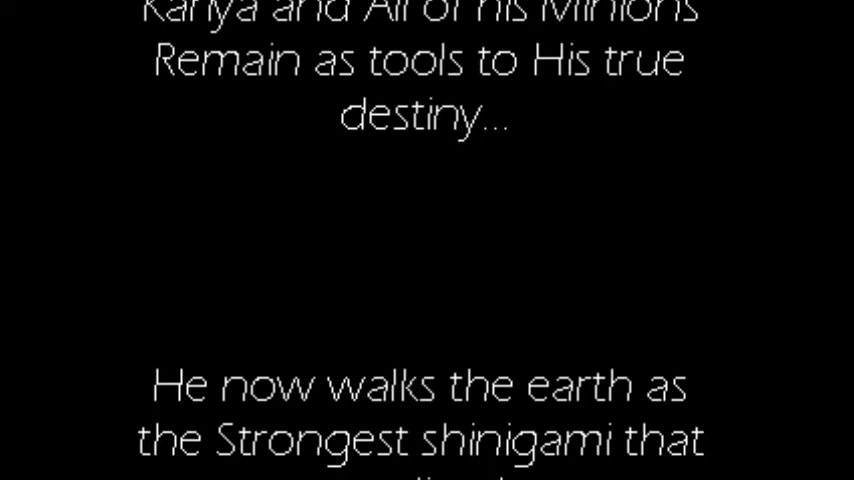 and All of his Minions
Remain as tools to His true
destiny...
He now walks the earth as
the Strongest shinigami that